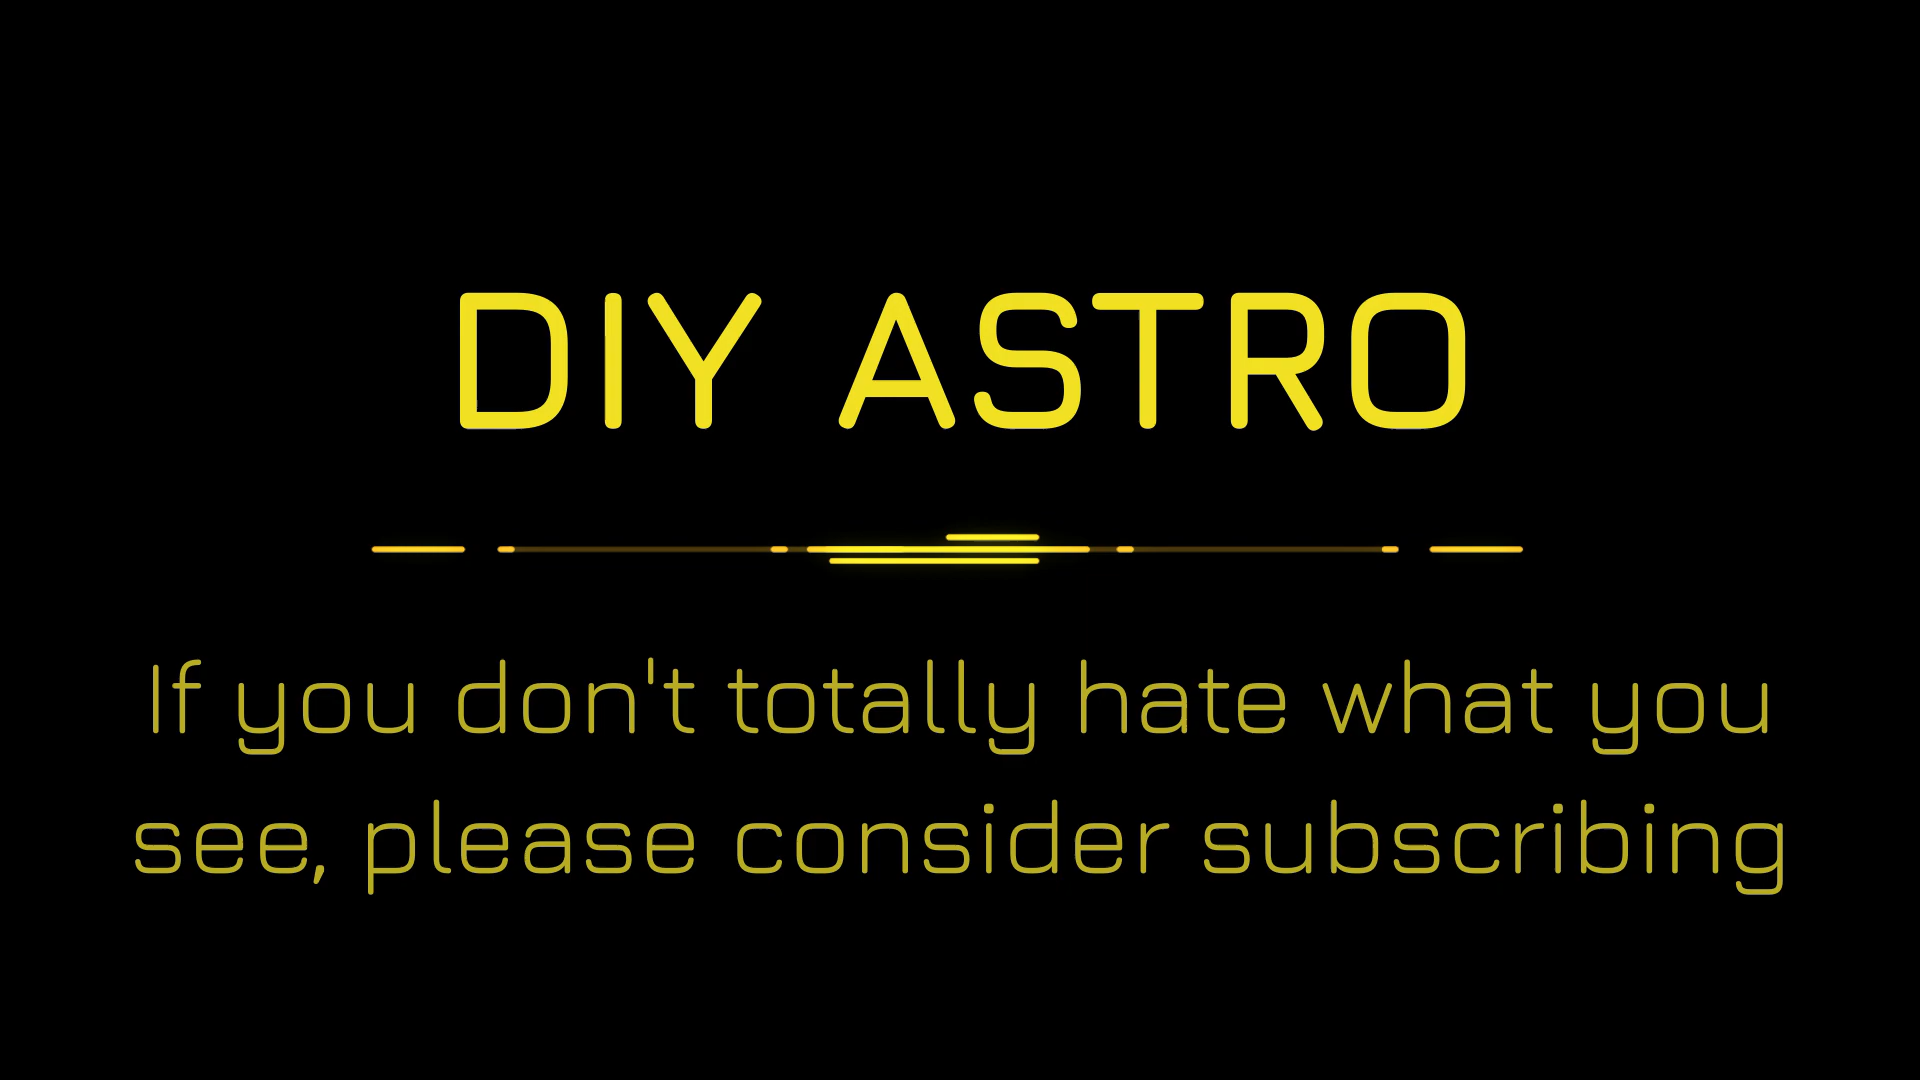 DIY ASTRO
If you don't totally hate what you
see, please consider subscribing